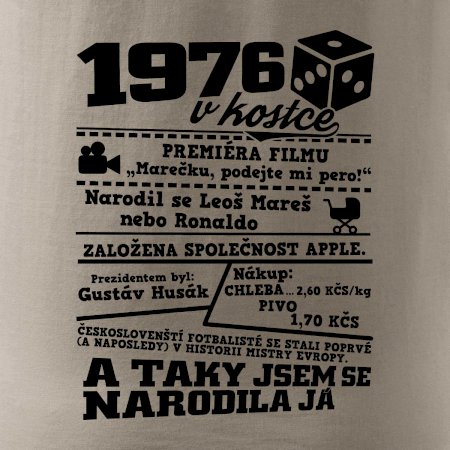 1976
v kostce
PREMIÉRA FILMU
„Marečku, podejte mi pero!“
Narodil se Leoš Mareš
nebo Ronaldo
ZALOŽENA SPOLEČNOST APPLE.
Prezidentem byl:
Gustáv Husák
Nákup:
CHLEBA...2,60 KČS/kg
PIVO
1,70 KČS
ČESKOSLOVENŠTÍ FOTBALISTÉ SE STALI POPRVÉ
(A NAPOSLEDY) V HISTORII MISTRY EVROPY.
A TAKY JSEM SE
NARODILA JÁ